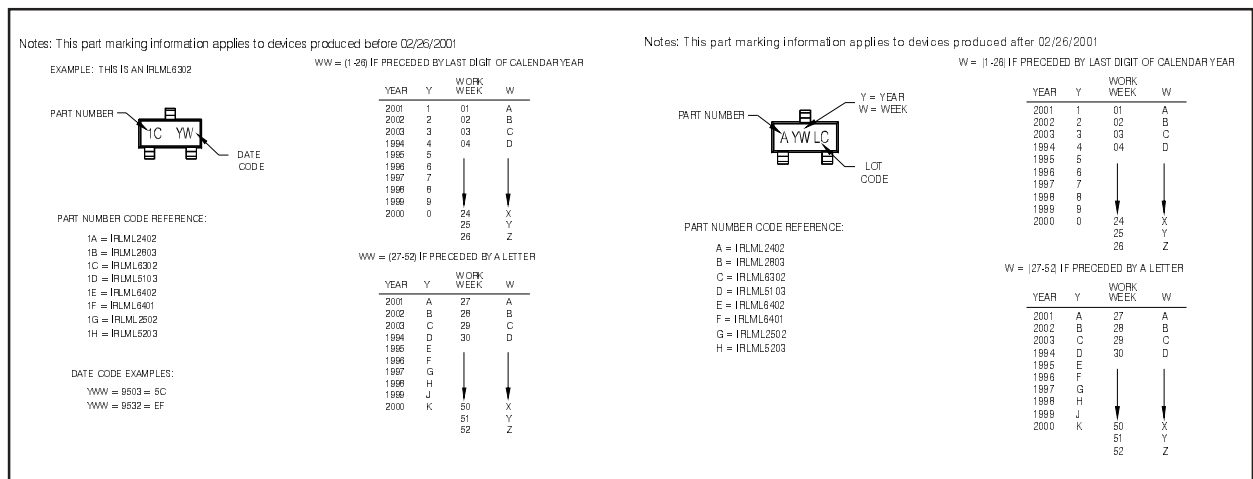 Notes: This part marking information applies to devices produced before 02/26/2001
EXAMPLE: THIS IS AN IRLML6302
PART NUMBER
1C YW
DATE
CODE
PART NUMBER CODE REFERENCE:
1A = IRLML2402
1B = IRLML2803
1C = IRLML6302
1D = IRLML5103
1E = IRLML6402
1F = IRLML6401
1G = IRLML2502
1H = IRLML5203
DATE CODE EXAMPLES:
YWW = 9503 = 5C
YWW = 9532 = EF
WW = (1-26) IF PRECEDED BY LAST DIGIT OF CALENDAR YEAR
WORK
YEAR Y WEEK W
2001 1 01 A
2002 2 02 B
2003 3 03 C
1994 4 04 D
1995 5
1996 6
1997 7
1998 8
1999 9
2000 0 24 X
25 Y
26 Z
WW = (27-52) IF PRECEDED BY A LETTER
WORK
YEAR Y WEEK W
2001 A 27 A
2002 B 28 B
2003 C 29 C
1994 D 30 D
1995 E
1996 F
1997 G
1998 H
1999 J
2000 K 50 X
51 Y
52 Z
Notes: This part marking information applies to devices produced after 02/26/2001
PART NUMBER
Y = YEAR
W = WEEK
A YW LC
LOT
CODE
PART NUMBER CODE REFERENCE:
A = IRLML2402
B = IRLML2803
C = IRLML6302
D = IRLML5103
E = IRLML6402
F = IRLML6401
G = IRLML2502
H = IRLML5203
W = (1-26) IF PRECEDED BY LAST DIGIT OF CALENDAR YEAR
WORK
YEAR Y WEEK W
2001 1 01 A
2002 2 02 B
2003 3 03 C
1994 4 04 D
1995 5
1996 6
1997 7
1998 8
1999 9
2000 0 24 X
25 Y
26 Z
W = (27-52) IF PRECEDED BY A LETTER
WORK
YEAR Y WEEK W
2001 A 27 A
2002 B 28 B
2003 C 29 C
1994 D 30 D
1995 E
1996 F
1997 G
1998 H
1999 J
2000 K 50 X
51 Y
52 Z